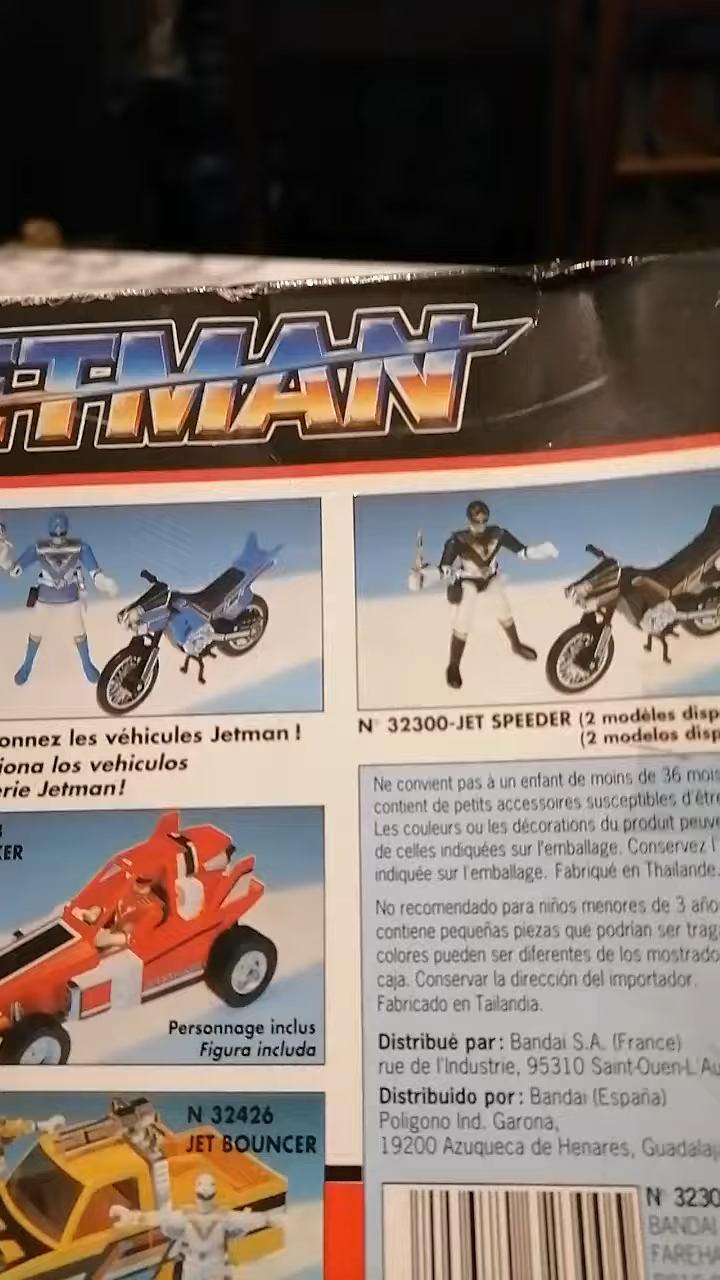 TMAN
onnez les véhicules Jetman !
iona los vehiculos
erie Jetman!
KER
Personnage inclus
Figura incluida
N 32426
JET BOUNCER
N° 32300-JET SPEEDER (2 modèles disp
(2 modelos disp
Ne convient pas à un enfant de moins de 36 mois
contient de petits accessoires susceptibles d'être
Les couleurs ou les décorations du produit peuve
de celles indiquées sur l'emballage. Conservez l'
indiquée sur l'emballage. Fabriqué en Thaïlande.
No recomendado para niños menores de 3 año
contiene pequeñas piezas que podrían ser trag
colores pueden ser diferentes de los mostrado
caja. Conservar la dirección del importador.
Fabricado en Tailandia.
Distribué par : Bandai S.A. (France)
rue de l'Industrie, 95310 Saint-Ouen-L'Au
Distribuido por : Bandai (España)
Poligono Ind. Garona,
19200 Azuqueca de Henares, Guadalaj
N° 3230
BANDAI
FAREHA